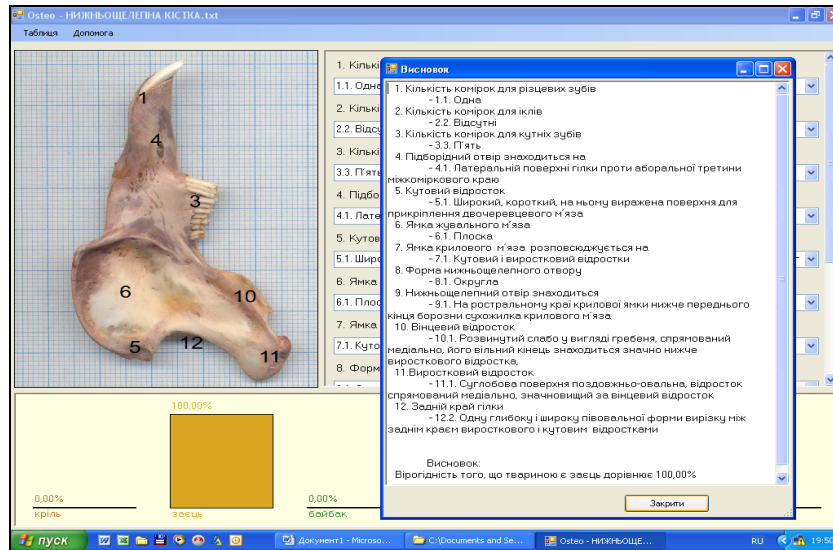 Osteo - НИЖНЬОЩЕЛЕПНА КІСТКА.txt
Таблиця Допомога
1
4
3
6
10
5
12
11
1. Кількі
1.1. Одна
2. Кількі
2.2. Відсу
3. Кількі
3.3. П'ять
4. Підбо
4.1. Лате
5. Кутов
5.1. Широ
6. Ямка
6.1. Плос
7. Ямка
7.1. Куто
8. Форм
Висновок
1. Кількість комірок для різцевих зубів
-1.1. Одна
2. Кількість комірок для іклів
-2.2. Відсутні
3. Кількість комірок для кутніх зубів
-3.3. П'ять
4. Підборідний отвір знаходиться на
-4.1. Латеральній поверхні гілки проти аборальної третини
міжкоміркового краю
5. Кутовий відросток
-5.1. Широкий, короткий, на ньому виражена поверхня для
прикріплення двочеревцевого м'яза
6. Ямка жувального м'яза
-6.1. Плоска
7. Ямка крилового м'яза розповсюджується на
-7.1. Кутовий і виростковий відростки
8. Форма нижньощелепного отвору
-8.1. Округла
9. Нижньощелепний отвір знаходиться
-9.1. На ростральному краї крилової ямки нижче переднього
кінця борозни сухожилка крилового м'яза
10. Вінцевий відросток
-10.1. Розвинутий слабо у вигляді гребеня, спрямований
медіально, його вільний кінець знаходиться значно нижче
виросткового відростка,
11.Виростковий відросток
-11.1. Суглобова поверхня поздовжньо-овальна, відросток
спрямований медіально, значновищий за вінцевий відросток
12. Задній край гілки
-12.2. Одну глибоку і широку півовальної форми вирізку між
заднім краєм виросткового і кутовим відростками
Висновок:
Вірогідність того, що твариною є заєць дорівнює 100,00%
Закрити
100,00%
0,00%
0,00%
кріль
заєць
байбак
пуск
Документ1 - Microso...
C:\Documents and Se...
Osteo - НИЖНЬОЩЕ...
RU
19:50